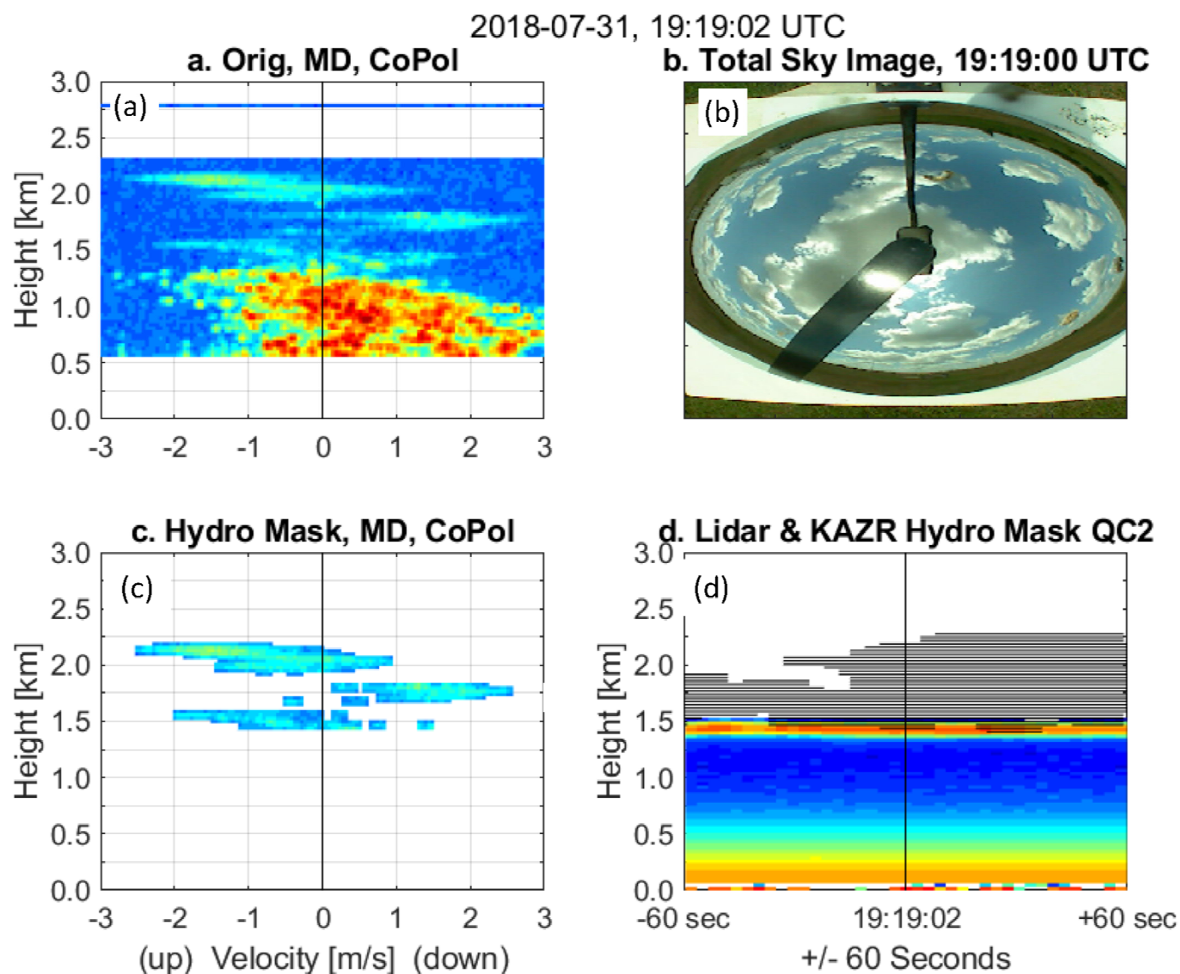 2018-07-31, 19:19:02 UTC
a. Orig, MD, CoPol
b. Total Sky Image, 19:19:00 UTC
3.0
(a)
(b)
2.5
2.0
1.5
1.0
0.5
0.0
Height [km]
-3 -2 -1 0 1 2 3
c. Hydro Mask, MD, CoPol
d. Lidar & KAZR Hydro Mask QC2
3.0
(c)
2.5
2.0
1.5
1.0
0.5
0.0
Height [km]
-3 -2 -1 0 1 2 3
(up) Velocity [m/s] (down)
3.0
(d)
2.5
2.0
1.5
1.0
0.5
0.0
Height [km]
-60 sec 19:19:02 +60 sec
+/- 60 Seconds